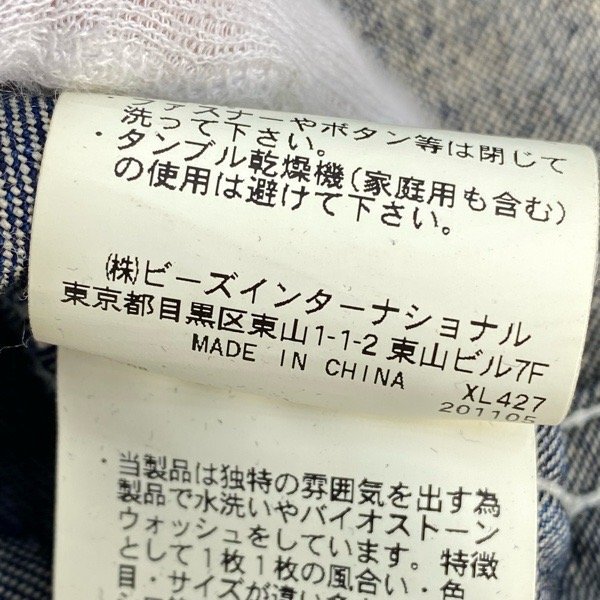 ファスナーやボタン等は閉じて
洗って下さい。
・タンブル乾燥機(家庭用も含む)
の使用は避けて下さい。
㈱ビーズインターナショナル
東京都目黒区東山1-1-2 東山ビル7F
MADE IN CHINA XL427
201105
・当製品は独特の雰囲気を出す為
製品で水洗いやバイオストーン
ウォッシュをしています。特徴
として1枚1枚の風合い・色
目・サイズが違い